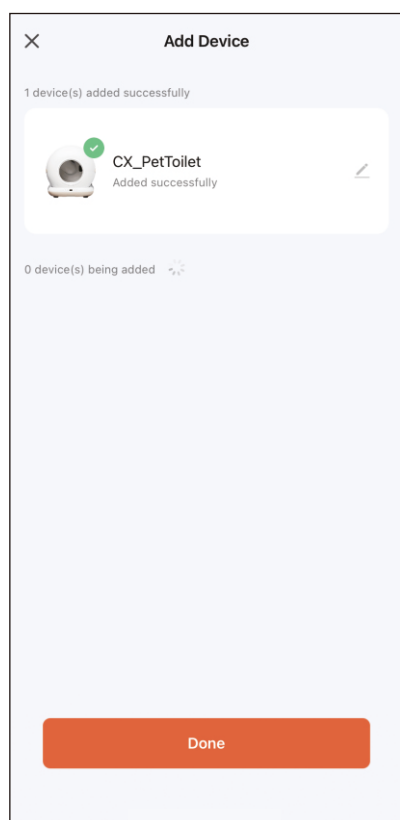 Add Device
1 device(s) added successfully
CX_PetToilet
Added successfully
0 device(s) being added
Done